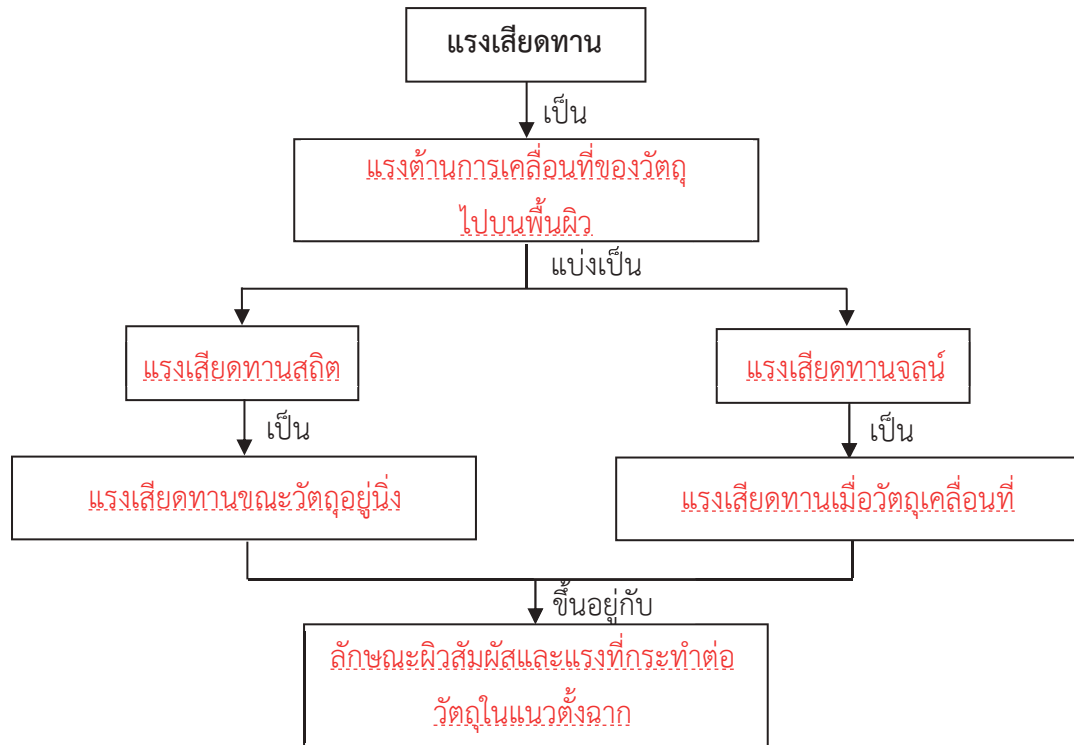 แรงเสียดทาน
เป็น
แรงต้านการเคลื่อนที่ของวัตถุ
ไปบนพื้นผิว
แบ่งเป็น
แรงเสียดทานสถิต
แรงเสียดทานจลน์
เป็น
เป็น
แรงเสียดทานขณะวัตถุอยู่นิ่ง
แรงเสียดทานเมื่อวัตถุเคลื่อนที่
ขึ้นอยู่กับ
ลักษณะผิวสัมผัสและแรงที่กระทำต่อ
วัตถุในแนวตั้งฉาก